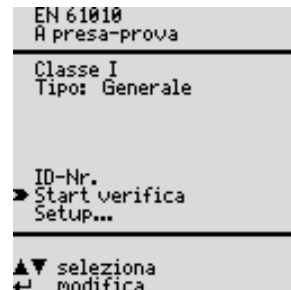 EN 61010
A presa-prova
Classe I
Tipo: Generale
ID-Nr.
Start verifica
Setup...
▲▼ seleziona
↵ modifica